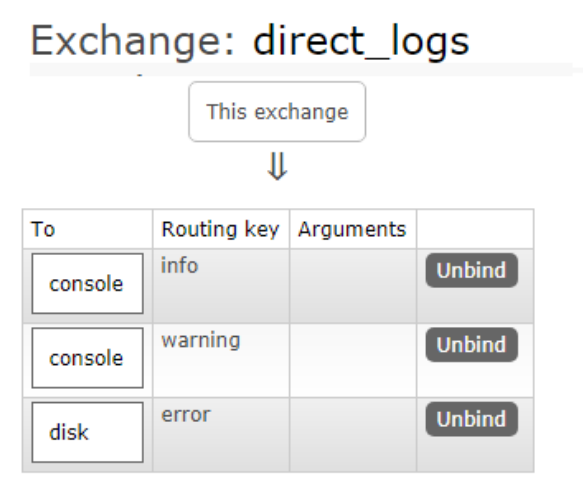 Exchange: direct_logs
This exchange
⇓
To Routing key Arguments
console info Unbind
console warning Unbind
disk error Unbind